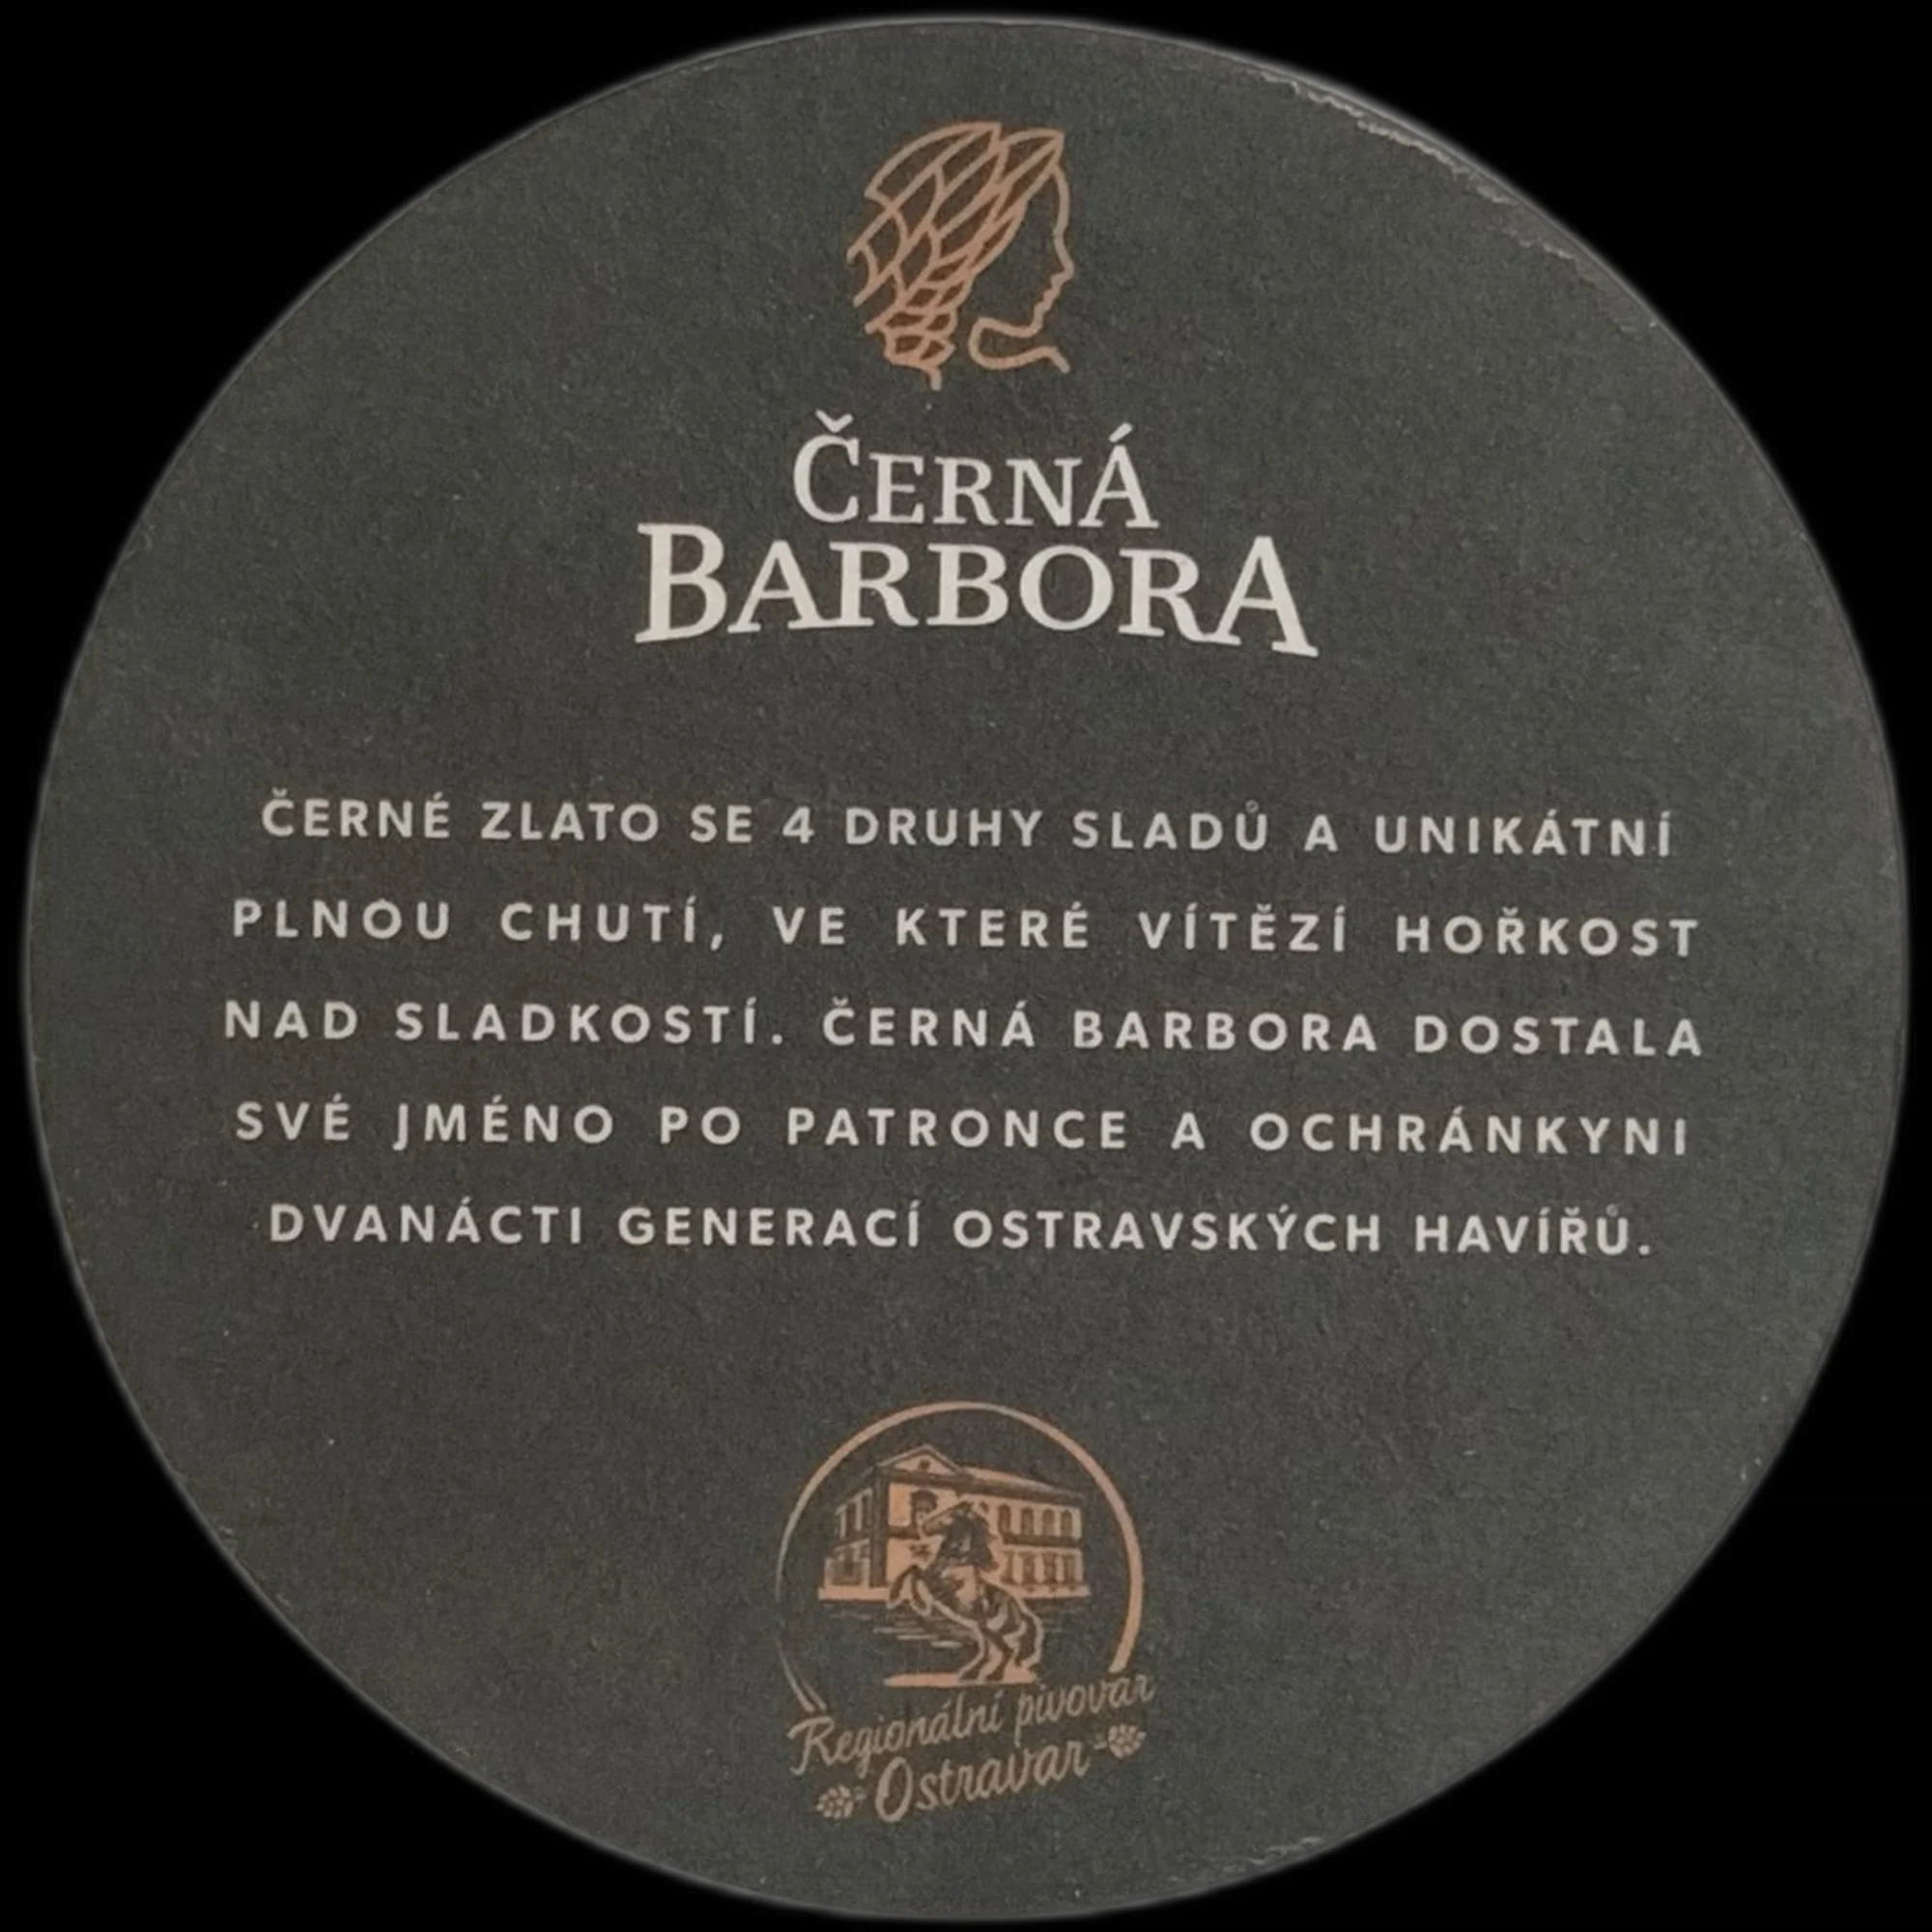 ČERNÁ
BARBORA
ČERNÉ ZLATO SE 4 DRUHY SLADŮ A UNIKÁTNÍ
PLNOU CHUTÍ, VE KTERÉ VÍTĚZÍ HOŘKOST
NAD SLADKOSTÍ. ČERNÁ BARBORA DOSTALA
SVÉ JMÉNO PO PATRONCE A OCHRÁNKYNI
DVANÁCTI GENERACÍ OSTRAVSKÝCH HAVÍŘŮ.
Regionální pivovar
Ostravar